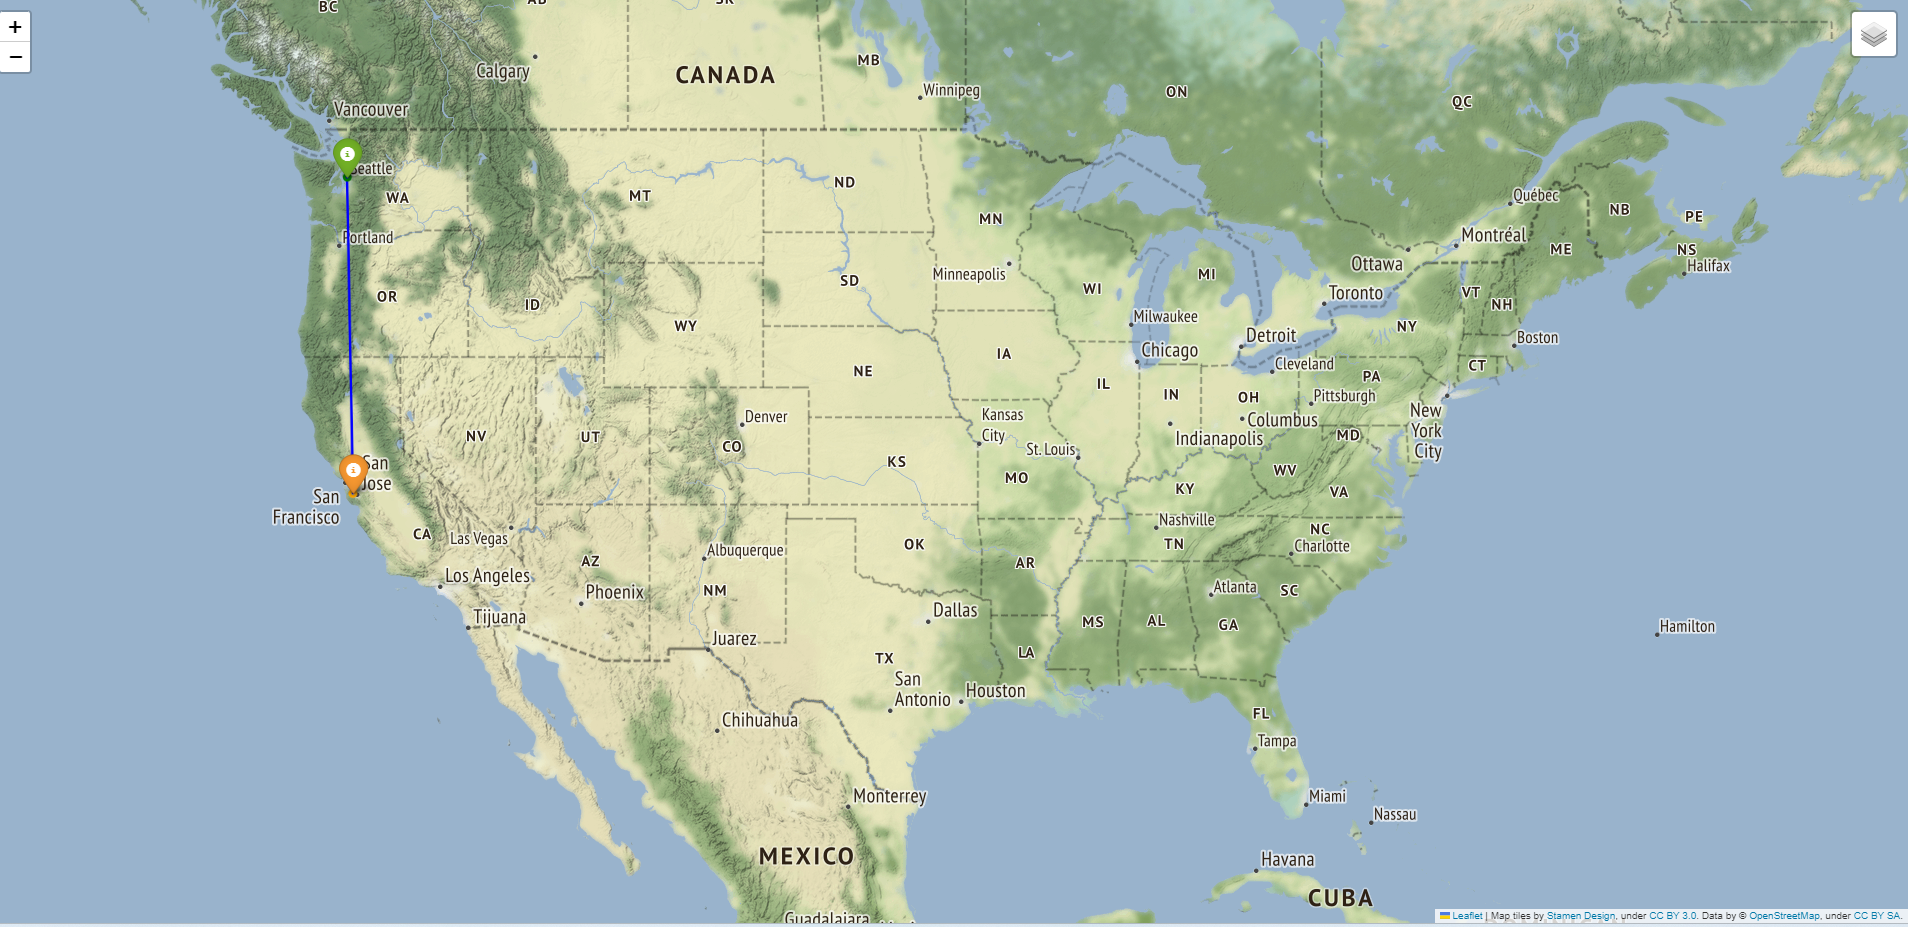 +
−
BC
AB
SK
Calgary
CANADA
MB
Winnipeg
ON
QC
Vancouver
Seattle
WA
MT
ND
MN
Québec
NB
PE
Portland
Montréal
ME
NS
Halifax
Ottawa
Minneapolis
OR
ID
SD
WI
MI
Toronto
VT
NH
WY
Milwaukee
NY
Boston
Detroit
Chicago
IA
Cleveland
CT
NE
IL
IN
OH
PA
Pittsburgh
Denver
Kansas
City
Columbus
New
York
City
NV
UT
CO
St. Louis
Indianapolis
MD
San
Jose
KS
MO
WV
KY
VA
San
Francisco
CA
Las Vegas
Nashville
NC
TN
Charlotte
AZ
Albuquerque
OK
AR
Los Angeles
Phoenix
NM
Atlanta
SC
Tijuana
Dallas
MS
AL
GA
Hamilton
Juarez
TX
LA
San
Antonio
Houston
Chihuahua
FL
Tampa
Monterrey
Miami
Nassau
MEXICO
Havana
CUBA
Guadalajara
Leaflet | Map tiles by Stamen Design, under CC BY 3.0. Data by © OpenStreetMap, under CC BY SA.